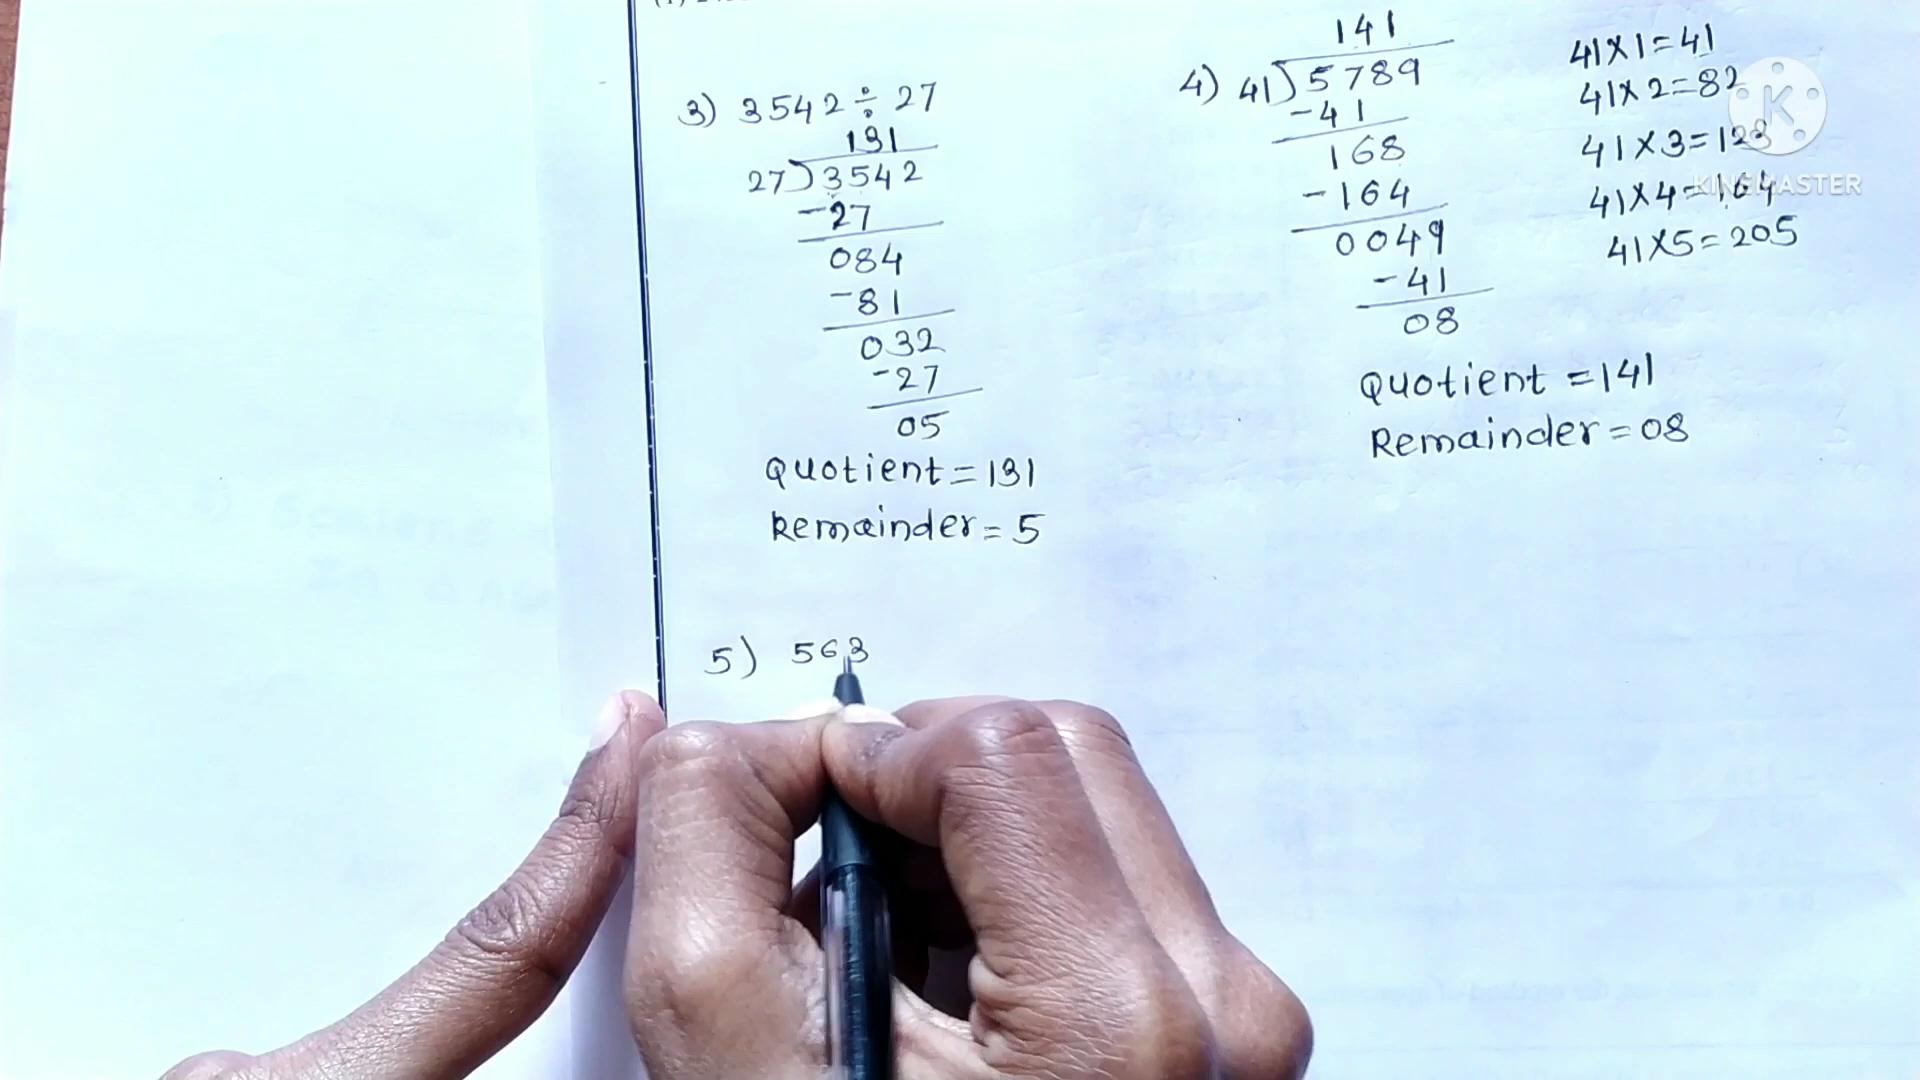 3) 3542 ÷ 27
131
27) 3542
-27
084
-81
032
-27
05
Quotient = 131
Remainder = 5
4) 41) 5789
141
-41
168
-164
0049
-41
08
Quotient = 141
Remainder = 08
41×1=41
41×2=82
41×3=123
41×4=164
41×5=205
K
KINEMASTER
5) 563